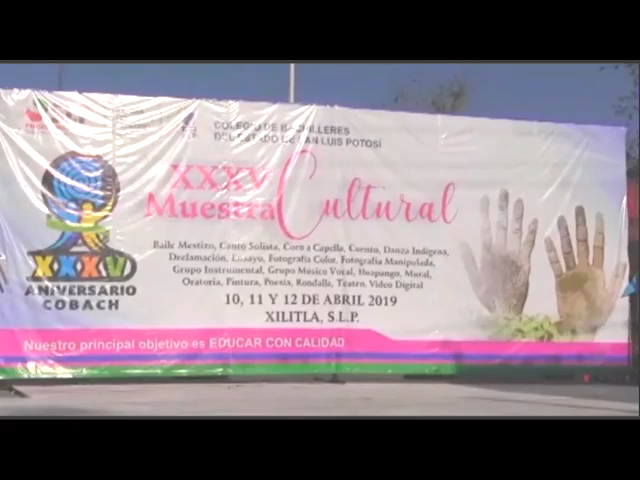 COLEGIO DE BACHILLERES
DEL ESTADO DE SAN LUIS POTOSÍ
XXXV
Muestra Cultural
Baile Mestizo, Canto Solista, Coro a Capella, Cuento, Danza Indígena,
Declamación, Ensayo, Fotografía Color, Fotografía Manipulada,
Grupo Instrumental, Grupo Músico Vocal, Huapango, Mural,
Oratoria, Pintura, Poesía, Rondalla, Teatro, Video Digital
10, 11 Y 12 DE ABRIL 2019
XILITLA, S.L.P.
XXXV
ANIVERSARIO
COBACH
Nuestro principal objetivo es EDUCAR CON CALIDAD